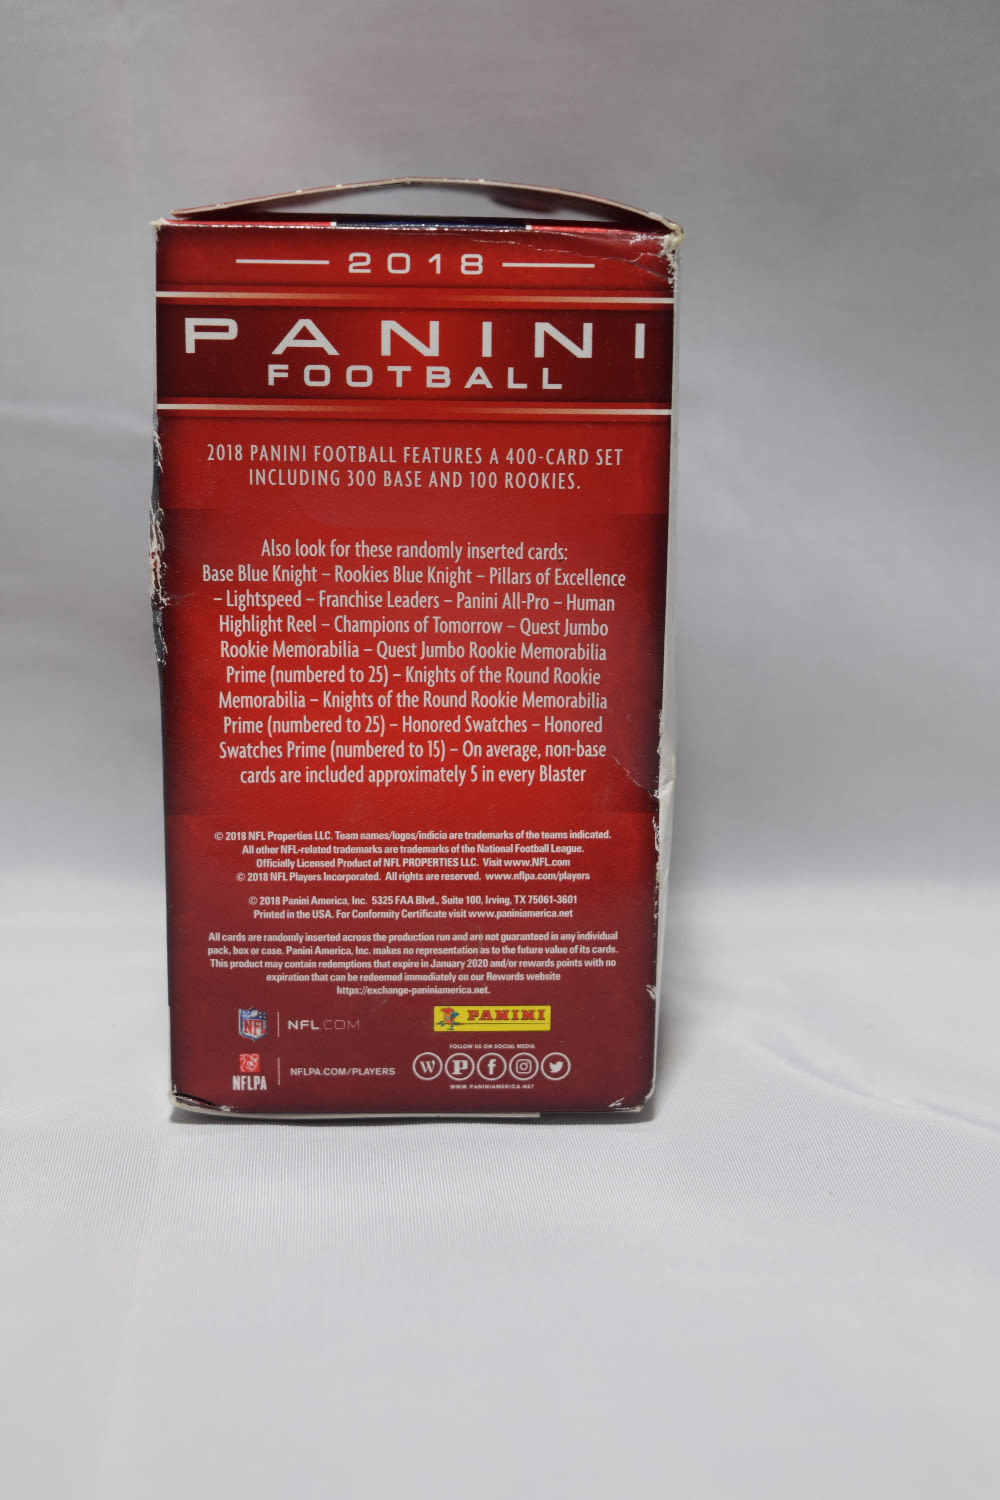 2018
PANINI
FOOTBALL
2018 PANINI FOOTBALL FEATURES A 400-CARD SET
INCLUDING 300 BASE AND 100 ROOKIES.
Also look for these randomly inserted cards:
Base Blue Knight – Rookies Blue Knight – Pillars of Excellence
– Lightspeed – Franchise Leaders – Panini All-Pro – Human
Highlight Reel – Champions of Tomorrow – Quest Jumbo
Rookie Memorabilia – Quest Jumbo Rookie Memorabilia
Prime (numbered to 25) – Knights of the Round Rookie
Memorabilia – Knights of the Round Rookie Memorabilia
Prime (numbered to 25) – Honored Swatches – Honored
Swatches Prime (numbered to 15) – On average, non-base
cards are included approximately 5 in every Blaster
© 2018 NFL Properties LLC. Team names/logos/indicia are trademarks of the teams indicated.
All other NFL-related trademarks are trademarks of the National Football League.
Officially Licensed Product of NFL PROPERTIES LLC. Visit www.NFL.com
© 2018 NFL Players Incorporated. All rights are reserved. www.nflpa.com/players
© 2018 Panini America, Inc. 5325 FAA Blvd., Suite 100, Irving, TX 75061-3601
Printed in the USA. For Conformity Certificate visit www.paniniamerica.net
All cards are randomly inserted across the production run and are not guaranteed in any individual
pack, box or case. Panini America, Inc. makes no representation as to the future value of its cards.
This product may contain redemptions that expire in January 2020 and/or rewards points with no
expiration that can be redeemed immediately on our Rewards website
https://exchange-paniniamerica.net.
NFL NFL.COM
PANINI
FOLLOW US ON SOCIAL MEDIA
NFLPA NFLPA.COM/PLAYERS
WWW.PANINIAMERICA.NET